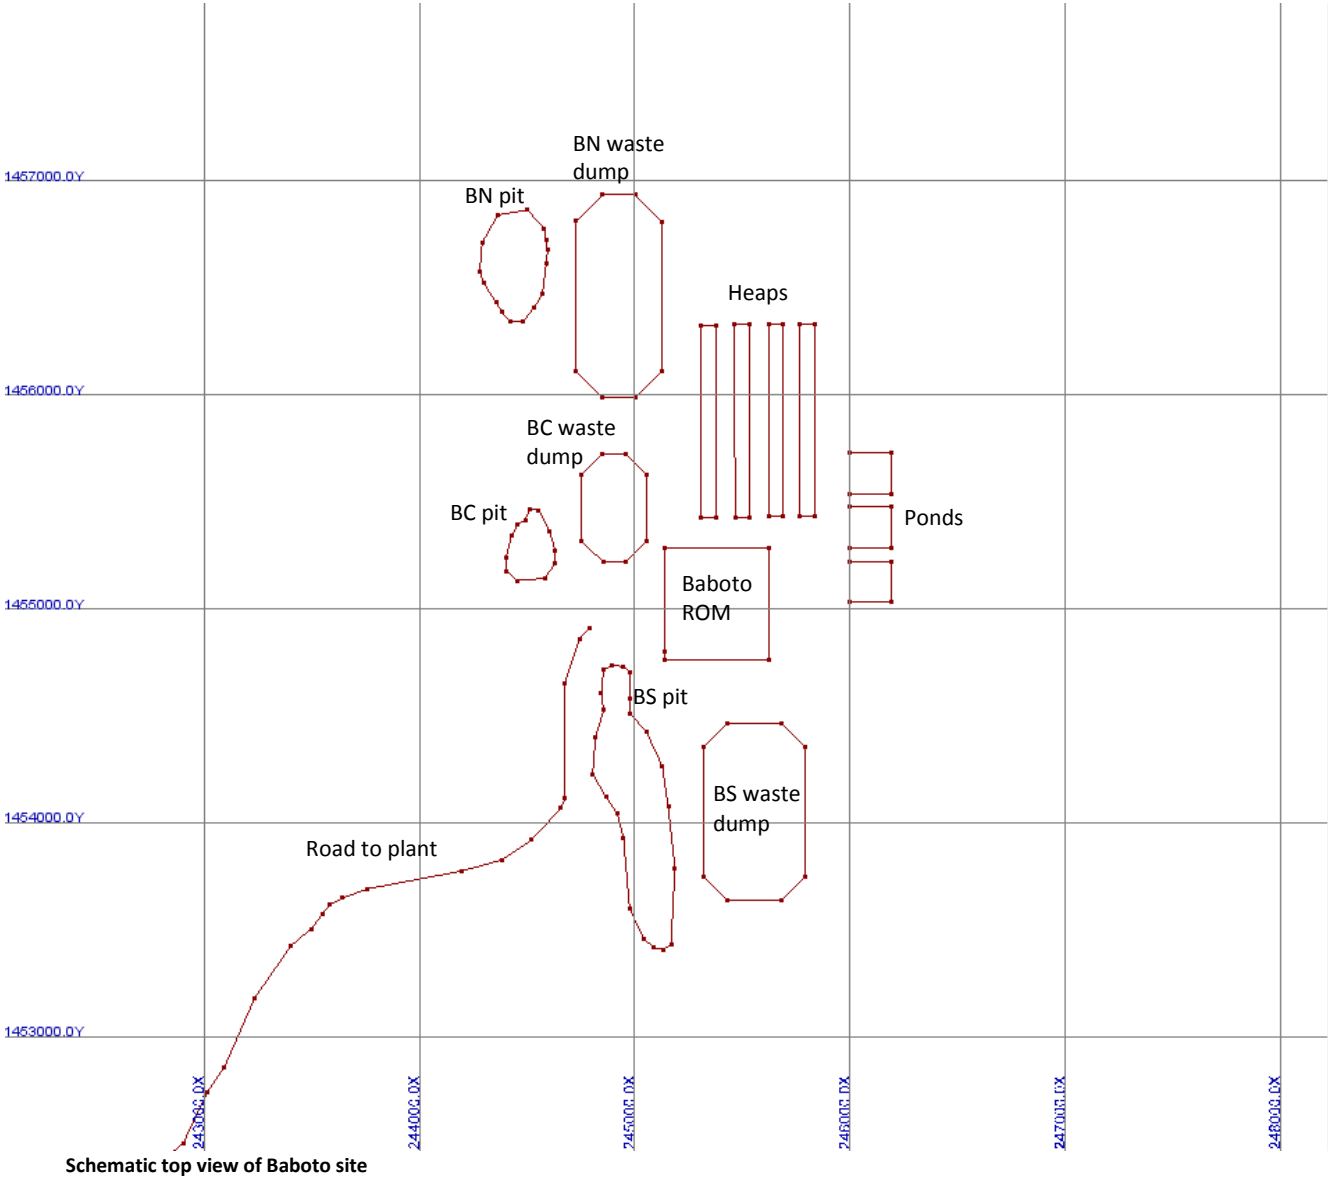 BN waste
dump
1457000.0Y
BN pit
Heaps
1456000.0Y
BC waste
dump
BC pit
Ponds
Baboto
ROM
1455000.0Y
BS pit
BS waste
dump
1454000.0Y
Road to plant
1453000.0Y
243000.0X
244000.0X
245000.0X
246000.0X
247000.0X
248000.0X
Schematic top view of Baboto site